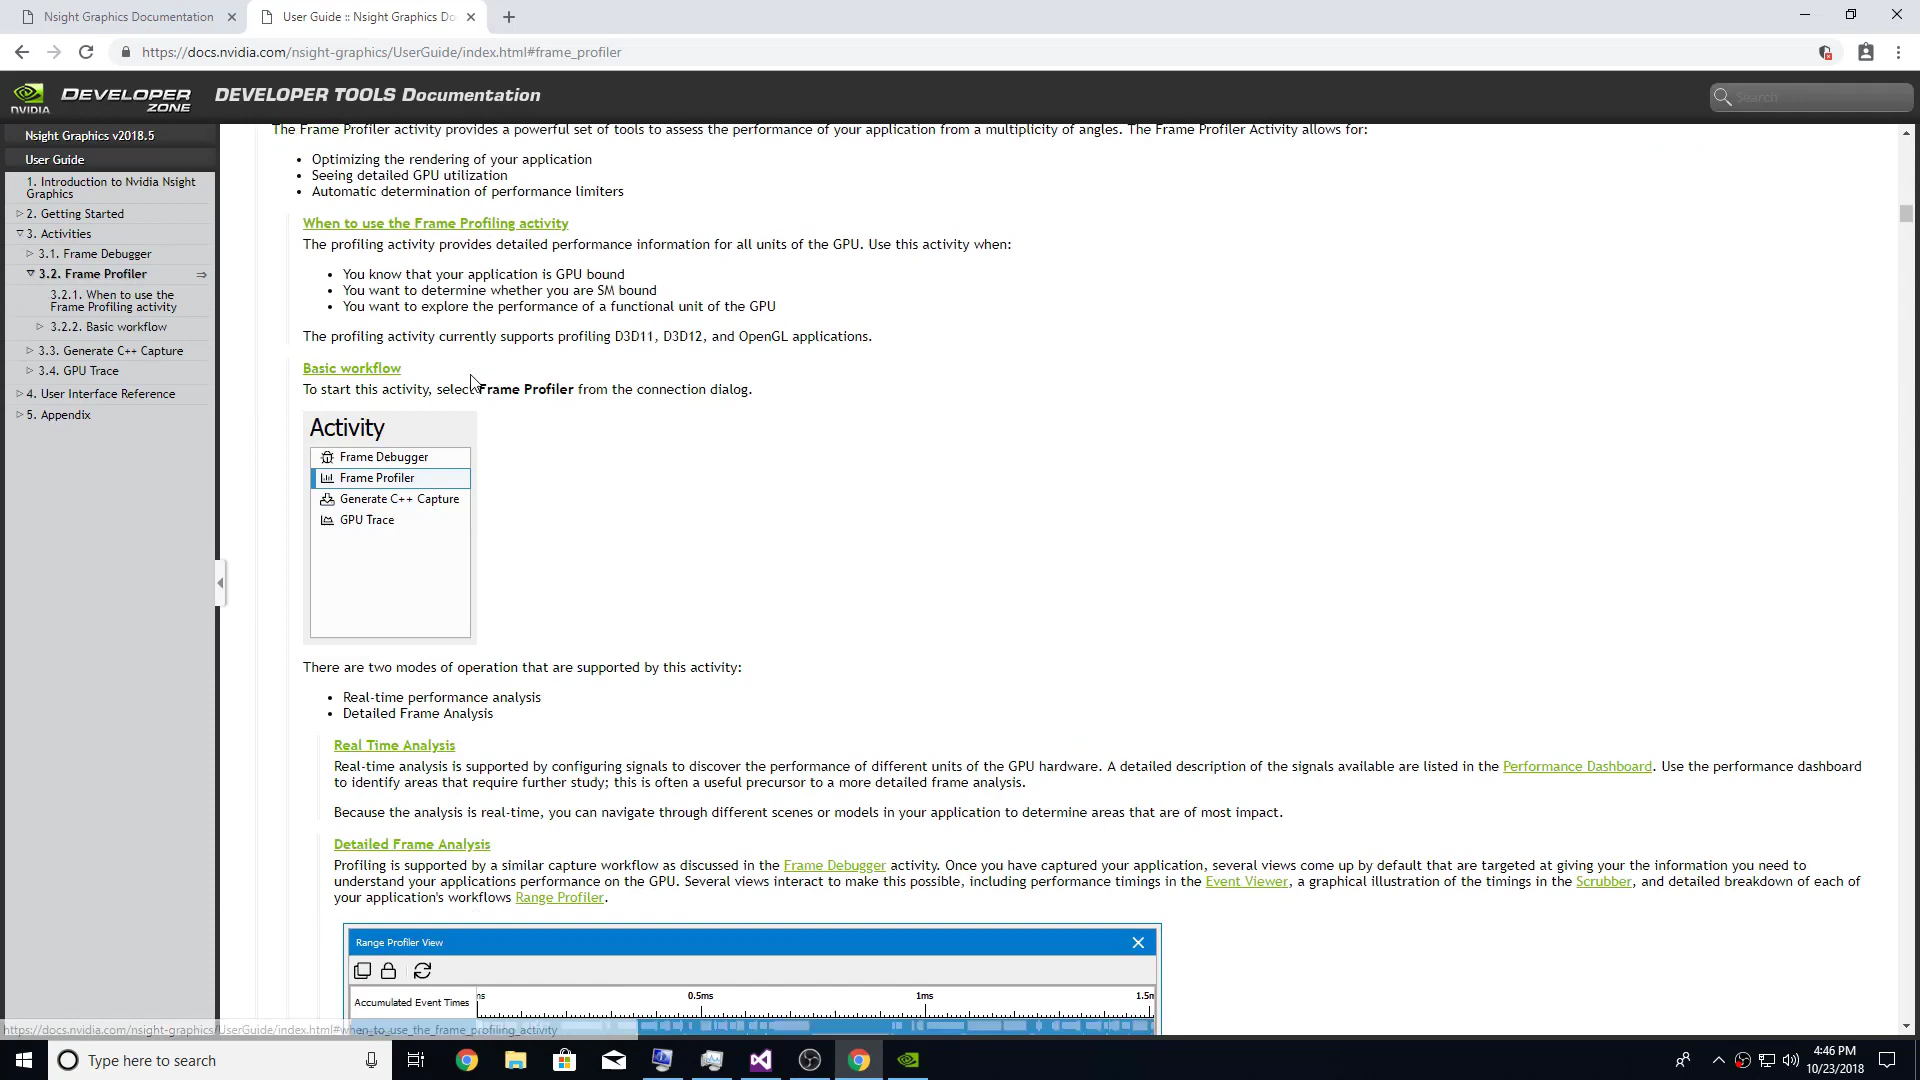 Nsight Graphics Documentation
User Guide :: Nsight Graphics Do
https://docs.nvidia.com/nsight-graphics/UserGuide/index.html#frame_profiler
NVIDIA
DEVELOPER
ZONE
DEVELOPER TOOLS Documentation
Search
Nsight Graphics v2018.5
User Guide
1. Introduction to Nvidia Nsight
Graphics
2. Getting Started
3. Activities
3.1. Frame Debugger
3.2. Frame Profiler
3.2.1. When to use the
Frame Profiling activity
3.2.2. Basic workflow
3.3. Generate C++ Capture
3.4. GPU Trace
4. User Interface Reference
5. Appendix
The Frame Profiler activity provides a powerful set of tools to assess the performance of your application from a multiplicity of angles. The Frame Profiler Activity allows for:
• Optimizing the rendering of your application
• Seeing detailed GPU utilization
• Automatic determination of performance limiters
When to use the Frame Profiling activity
The profiling activity provides detailed performance information for all units of the GPU. Use this activity when:
• You know that your application is GPU bound
• You want to determine whether you are SM bound
• You want to explore the performance of a functional unit of the GPU
The profiling activity currently supports profiling D3D11, D3D12, and OpenGL applications.
Basic workflow
To start this activity, select Frame Profiler from the connection dialog.
Activity
Frame Debugger
Frame Profiler
Generate C++ Capture
GPU Trace
There are two modes of operation that are supported by this activity:
• Real-time performance analysis
• Detailed Frame Analysis
Real Time Analysis
Real-time analysis is supported by configuring signals to discover the performance of different units of the GPU hardware. A detailed description of the signals available are listed in the Performance Dashboard. Use the performance dashboard
to identify areas that require further study; this is often a useful precursor to a more detailed frame analysis.
Because the analysis is real-time, you can navigate through different scenes or models in your application to determine areas that are of most impact.
Detailed Frame Analysis
Profiling is supported by a similar capture workflow as discussed in the Frame Debugger activity. Once you have captured your application, several views come up by default that are targeted at giving your the information you need to
understand your applications performance on the GPU. Several views interact to make this possible, including performance timings in the Event Viewer, a graphical illustration of the timings in the Scrubber, and detailed breakdown of each of
your application's workflows Range Profiler.
Range Profiler View
Accumulated Event Times
0.5ms
1ms
1.5m
https://docs.nvidia.com/nsight-graphics/UserGuide/index.html#when_to_use_the_frame_profiling_activity
Type here to search
4:46 PM
10/23/2018